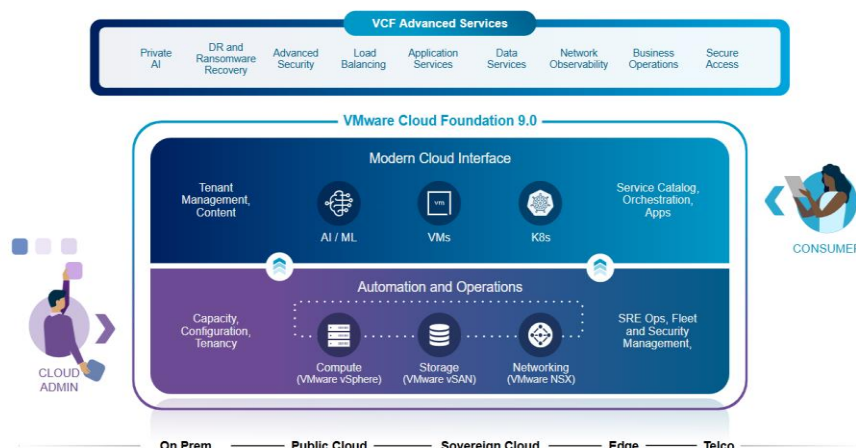 VCF Advanced Services
Private
AI
DR and
Ransomware
Recovery
Advanced
Security
Load
Balancing
Application
Services
Data
Services
Network
Observability
Business
Operations
Secure
Access
VMware Cloud Foundation 9.0
Modern Cloud Interface
Tenant
Management,
Content
vm
AI / ML
VMs
K8s
Service Catalog,
Orchestration,
Apps
CONSUMER
Automation and Operations
Capacity,
Configuration,
Tenancy
Compute
(VMware vSphere)
Storage
(VMware vSAN)
Networking
(VMware NSX)
SRE Ops, Fleet
and Security
Management,
CLOUD
ADMIN
On Prem
Public Cloud
Sovereign Cloud
Edge
Telco